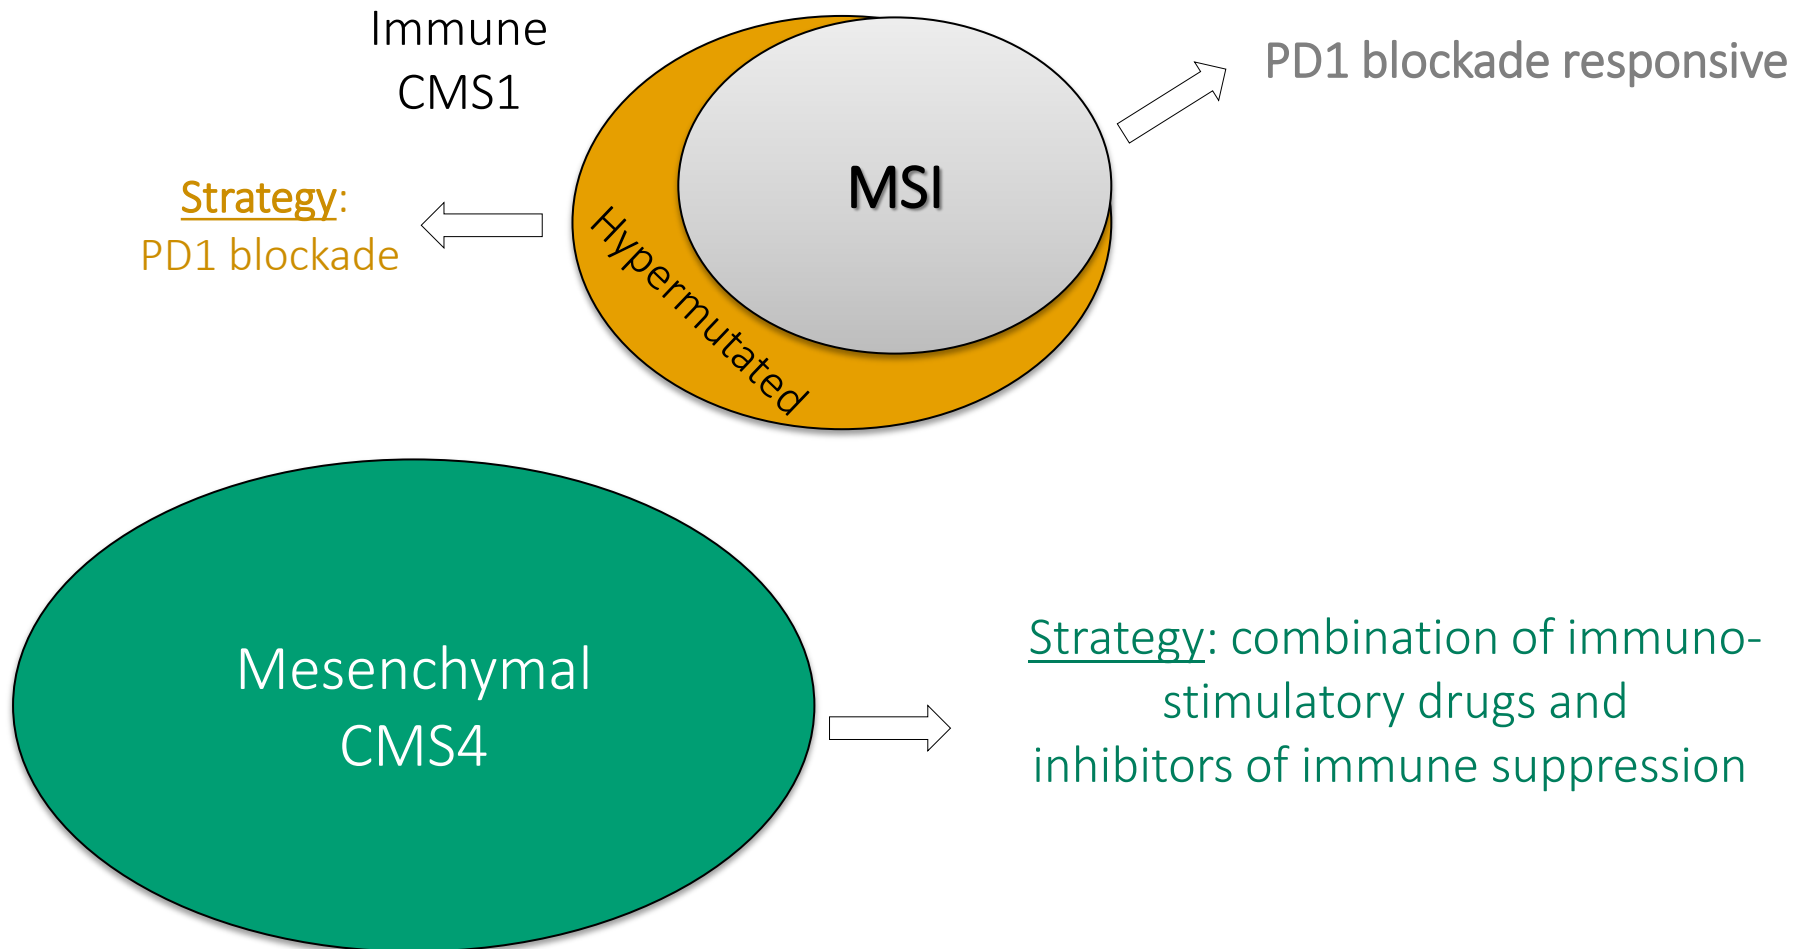 Immune
CMS1
PD1 blockade responsive
MSI
Strategy:
PD1 blockade
Hypermutated
Mesenchymal
CMS4
Strategy: combination of immuno-
stimulatory drugs and
inhibitors of immune suppression